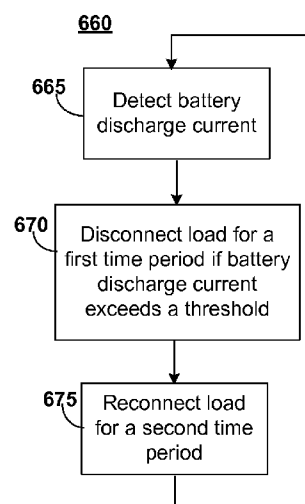 660
665
Detect battery
discharge current
670
Disconnect load for a
first time period if battery
discharge current
exceeds a threshold
675
Reconnect load
for a second time
period